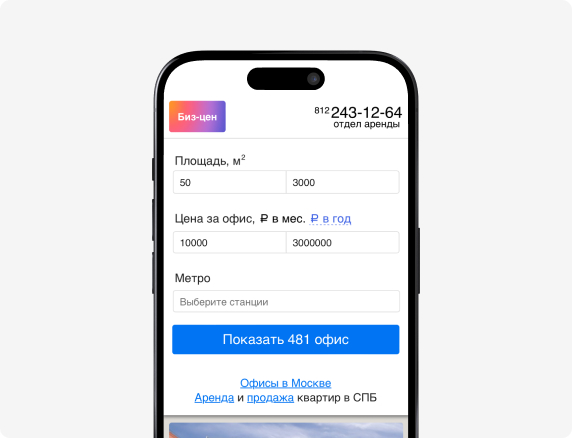 Биз-цен
812 243-12-64
отдел аренды
Площадь, м²
50
3000
Цена за офис, ₽ в мес. ₽ в год
10000
3000000
Метро
Выберите станции
Показать 481 офис
Офисы в Москве
Аренда и продажа квартир в СПБ